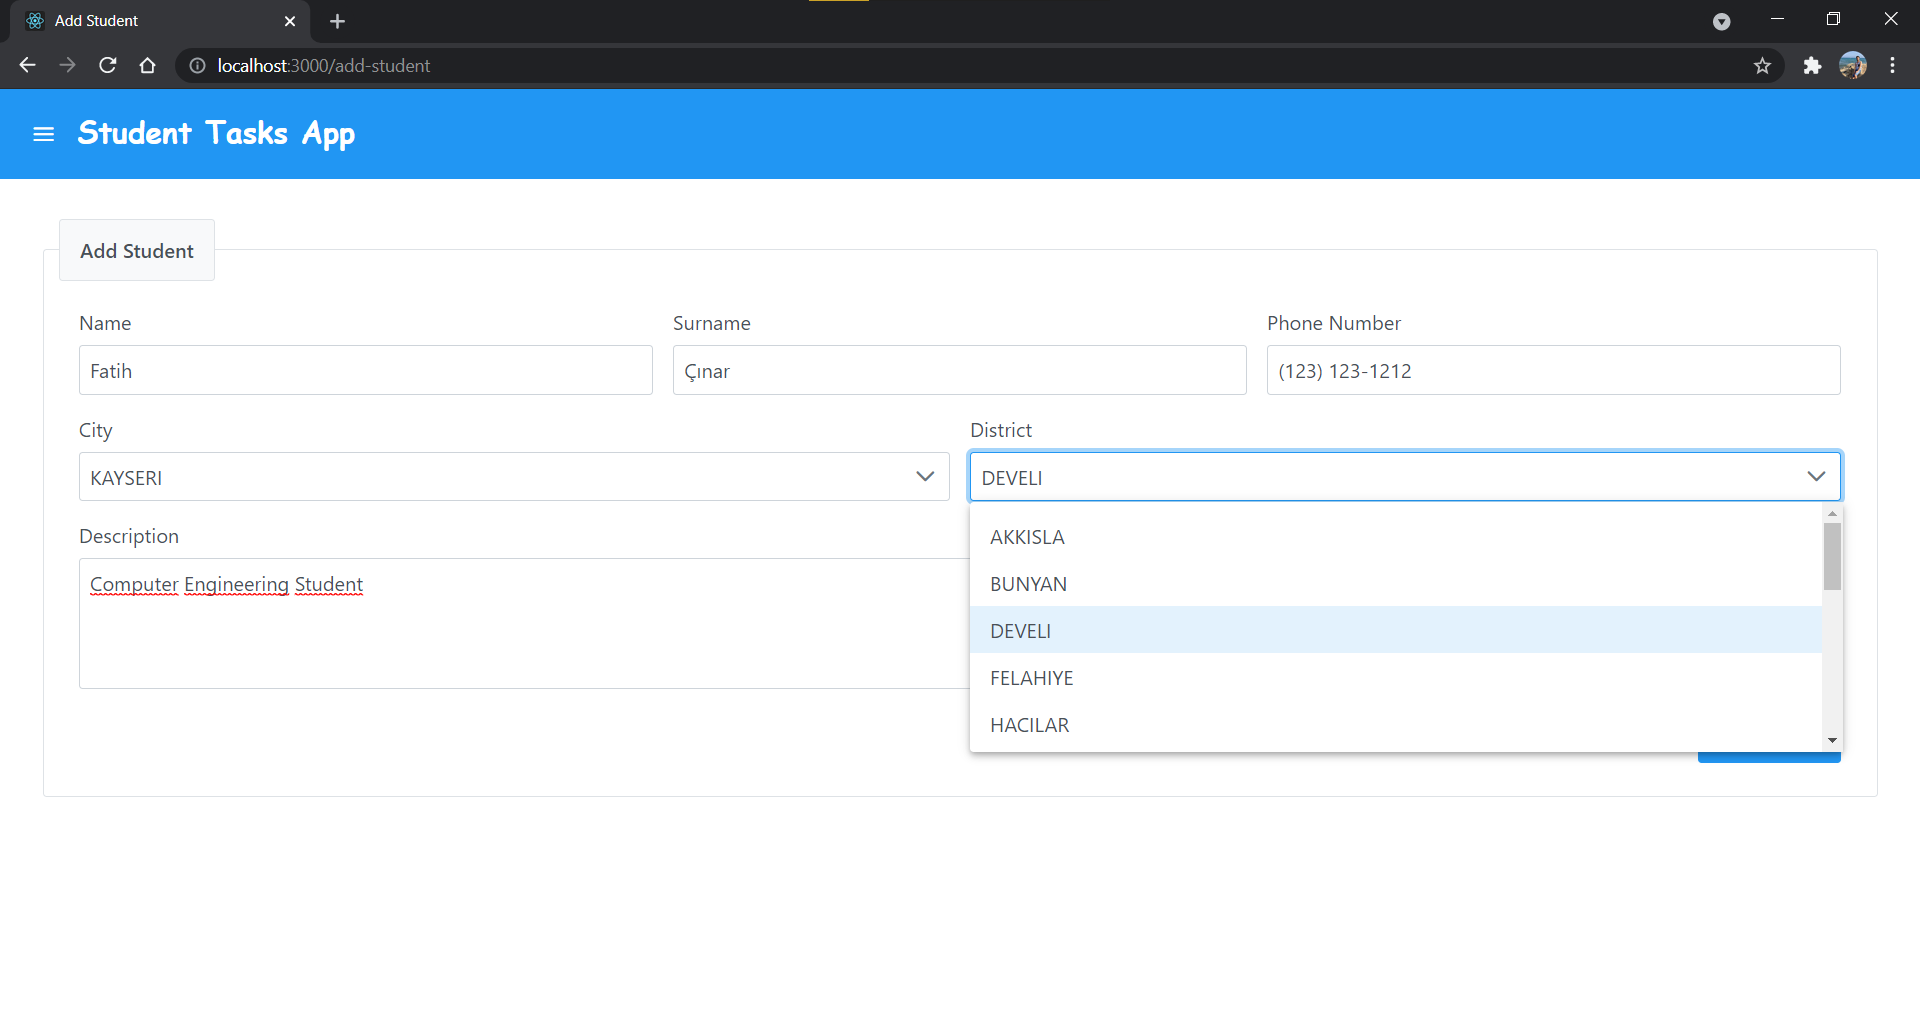 Add Student
localhost:3000/add-student
Student Tasks App
Add Student
Name
Surname
Phone Number
Fatih
Çınar
(123) 123-1212
City
District
KAYSERI
DEVELI
Description
Computer Engineering Student
AKKISLA
BUNYAN
DEVELI
FELAHIYE
HACILAR